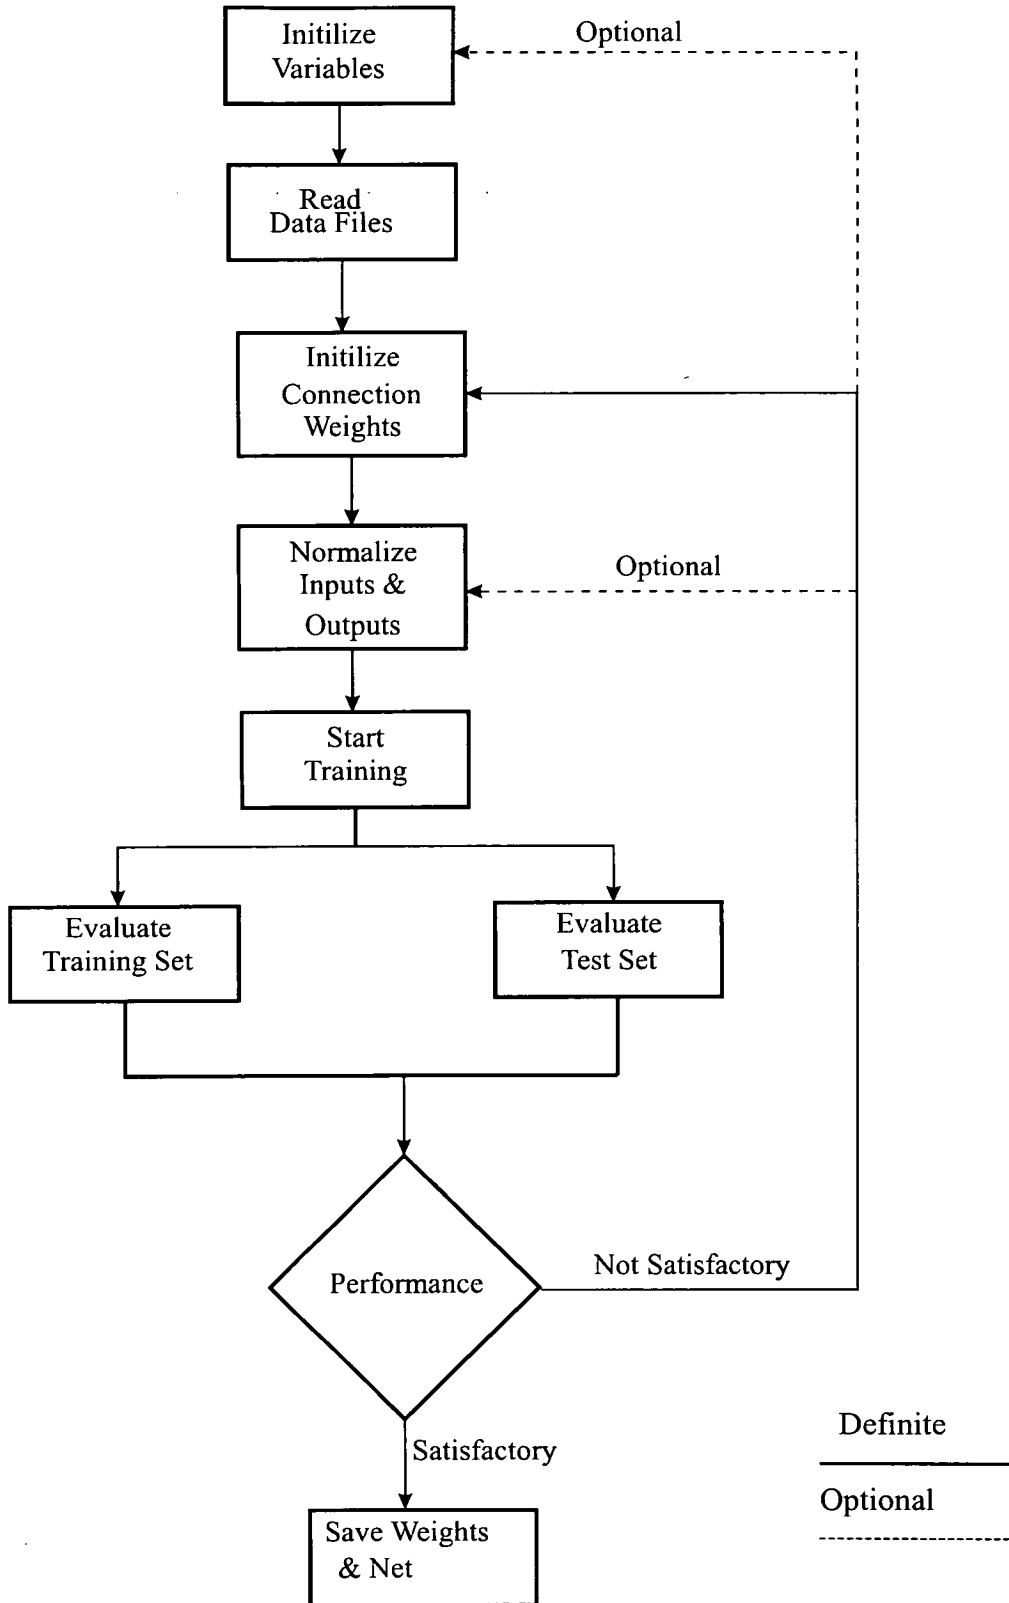 Initilize
Variables
Optional
Read
Data Files
Initilize
Connection
Weights
Normalize
Inputs &
Outputs
Optional
Start
Training
Evaluate
Training Set
Evaluate
Test Set
Performance
Not Satisfactory
Satisfactory
Save Weights
& Net
Definite
Optional